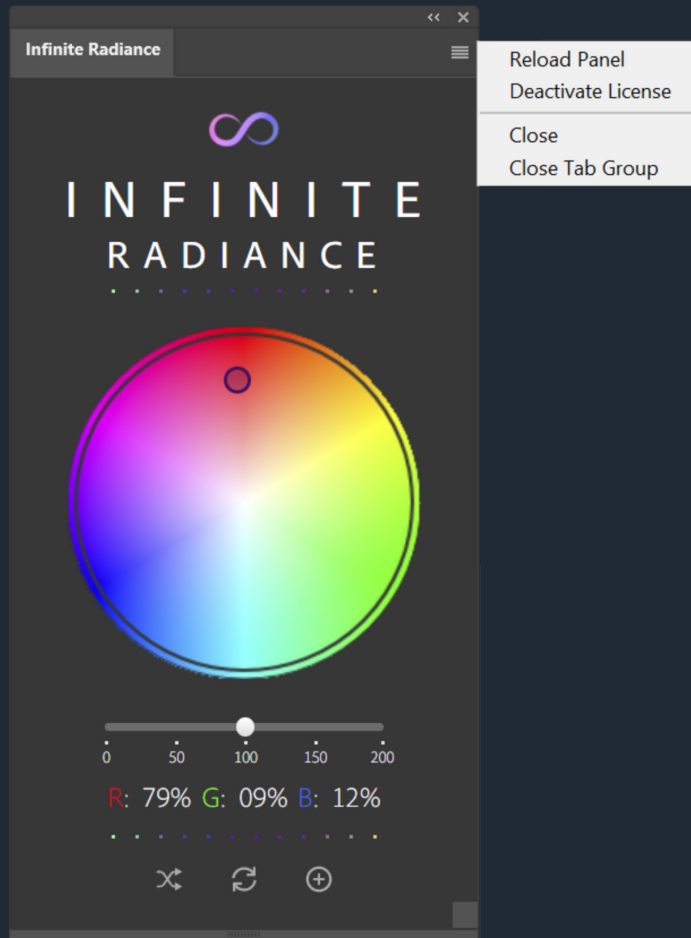 Infinite Radiance
Reload Panel
Deactivate License
Close
Close Tab Group
INFINITE
RADIANCE
0 50 100 150 200
R: 79% G: 09% B: 12%